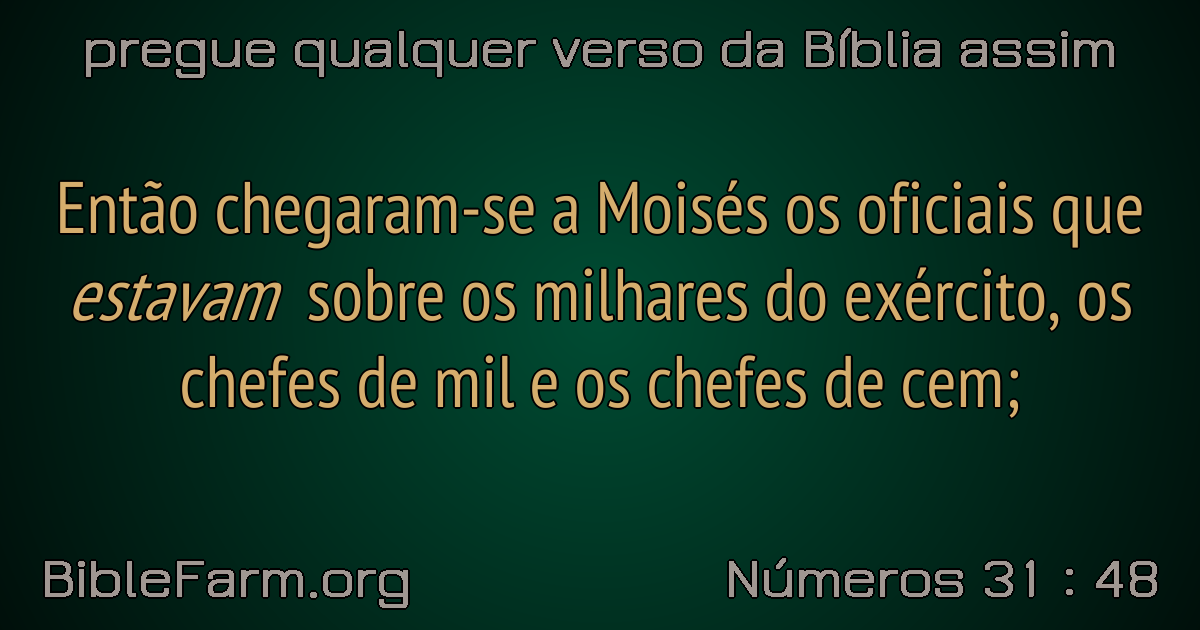 pregue qualquer verso da Bíblia assim
Então chegaram-se a Moisés os oficiais que
estavam sobre os milhares do exército, os
chefes de mil e os chefes de cem;
BibleFarm.org
Números 31 : 48